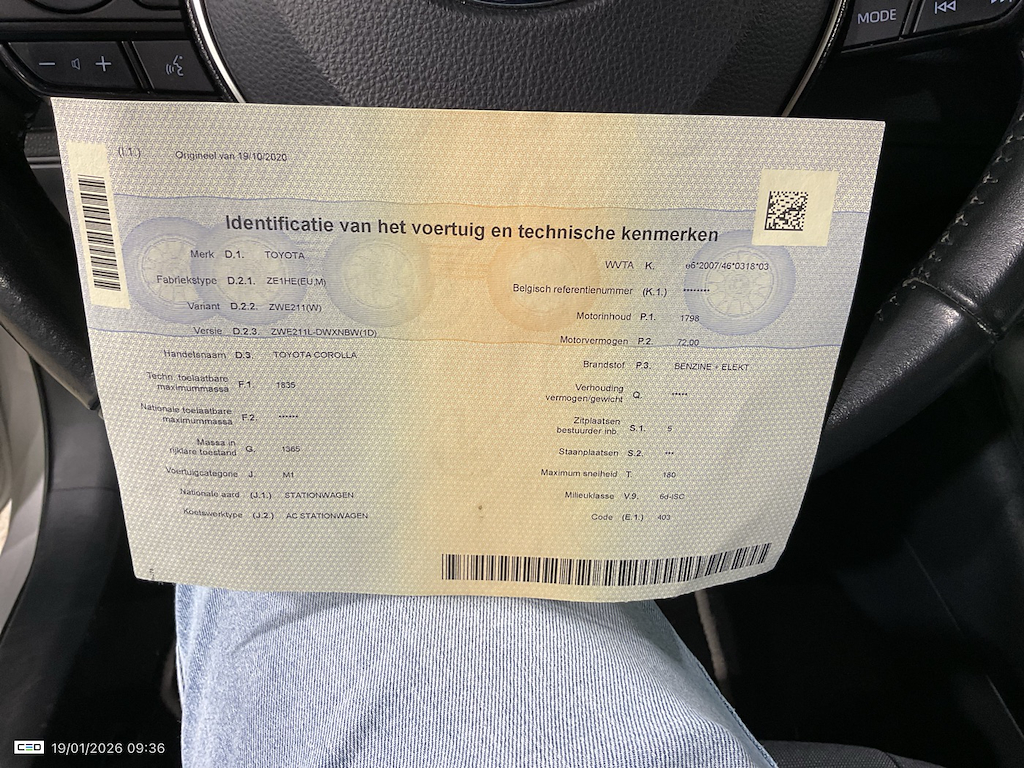 MODE
(I.1.) Origineel van 19/10/2020
Identificatie van het voertuig en technische kenmerken
Merk D.1. TOYOTA
Fabriekstype D.2.1. ZE1HE(EU,M)
Variant D.2.2. ZWE211(W)
Versie D.2.3. ZWE211L-DWXNBW(1D)
Handelsnaam D.3. TOYOTA COROLLA
Techn. toelaatbare
maximummassa F.1. 1835
Nationale toelaatbare
maximummassa F.2. ••••••
Massa in
rijklare toestand G. 1365
Voertuigcategorie J. M1
Nationale aard (J.1.) STATIONWAGEN
Koetswerktype (J.2.) AC STATIONWAGEN
WVTA K. e6*2007/46*0318*03
Belgisch referentienummer (K.1.) ••••••••
Motorinhoud P.1. 1798
Motorvermogen P.2. 72,00
Brandstof P.3. BENZINE + ELEKT
Verhouding
vermogen/gewicht Q. •••••
Zitplaatsen
bestuurder inb. S.1. 5
Staanplaatsen S.2. •••
Maximum snelheid T. 180
Milieuklasse V.9. 6d-ISC
Code (E.1.) 403
CEO 19/01/2026 09:36